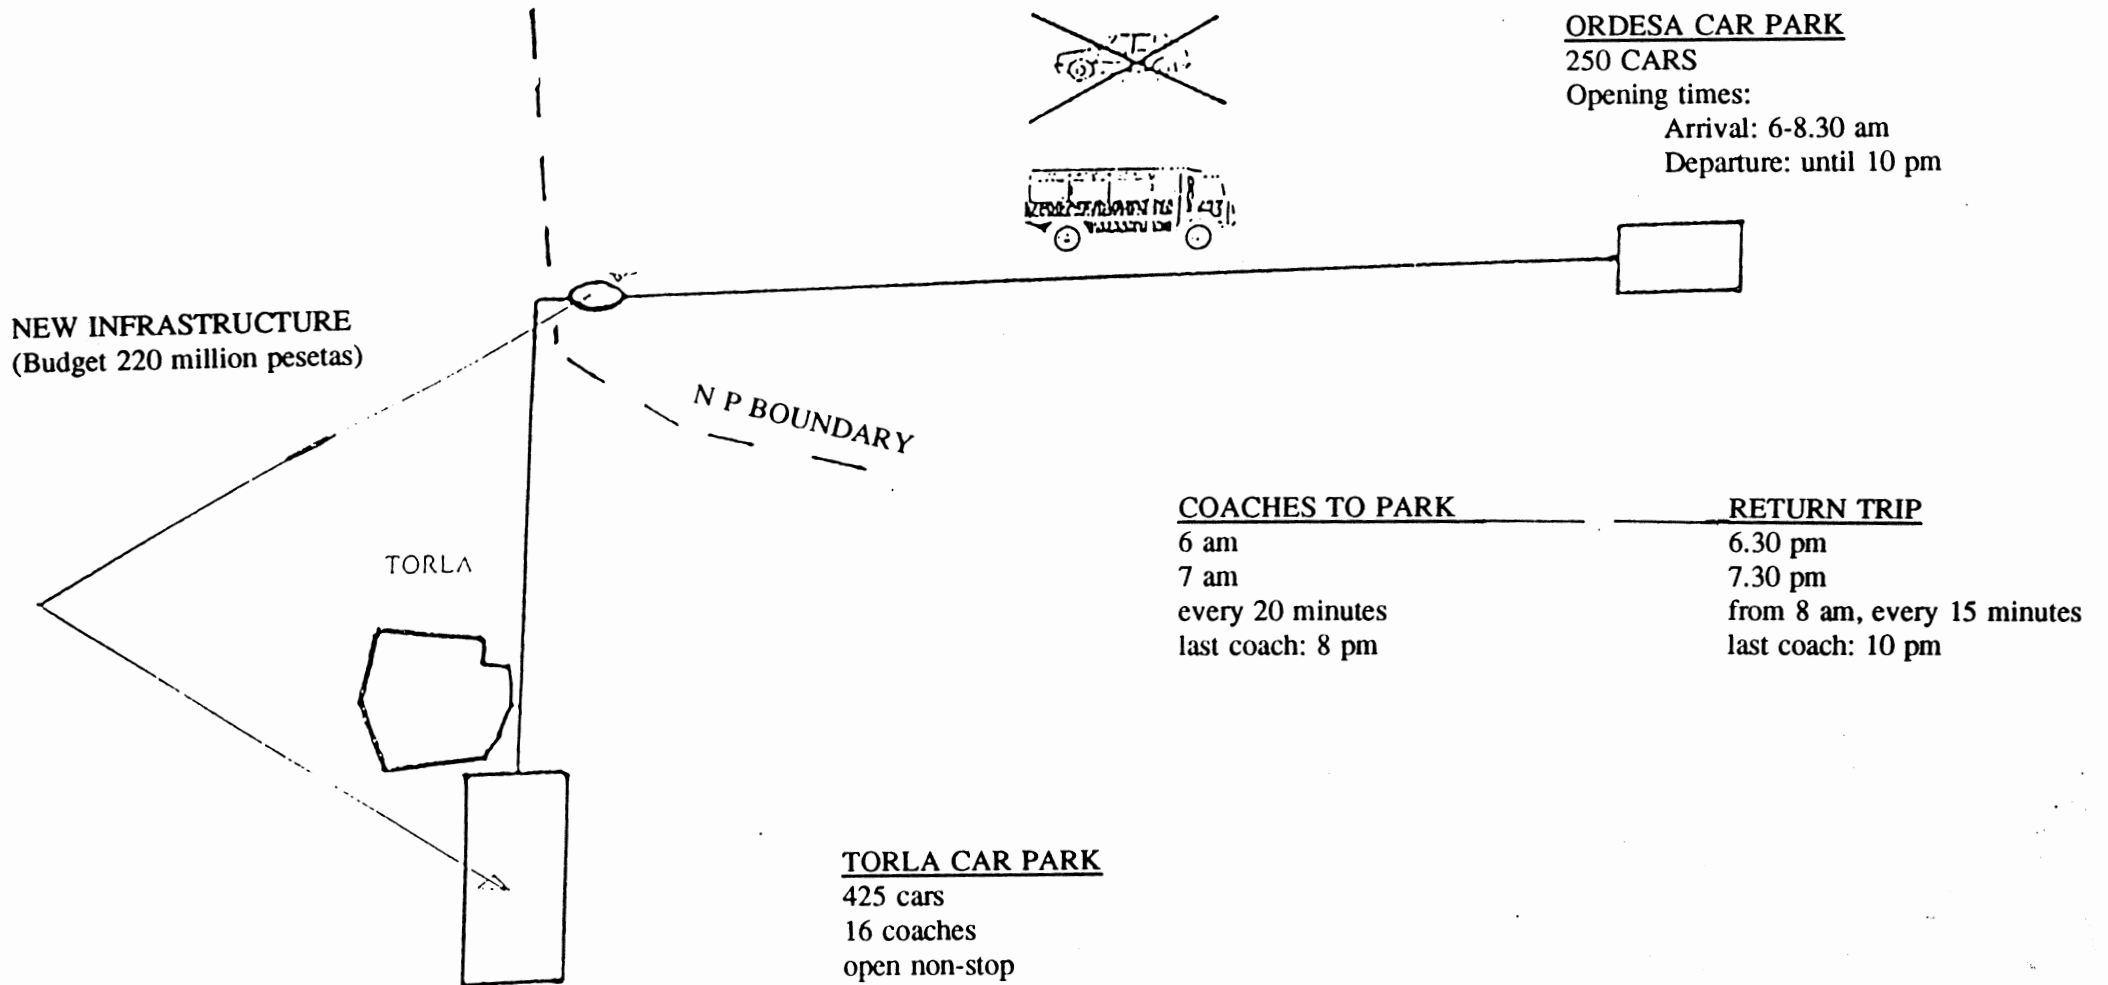 ORDESA CAR PARK
250 CARS
Opening times:
Arrival: 6-8.30 am
Departure: until 10 pm
NEW INFRASTRUCTURE
(Budget 220 million pesetas)
N P BOUNDARY
TORLA
COACHES TO PARK
6 am
7 am
every 20 minutes
last coach: 8 pm
RETURN TRIP
6.30 pm
7.30 pm
from 8 am, every 15 minutes
last coach: 10 pm
TORLA CAR PARK
425 cars
16 coaches
open non-stop